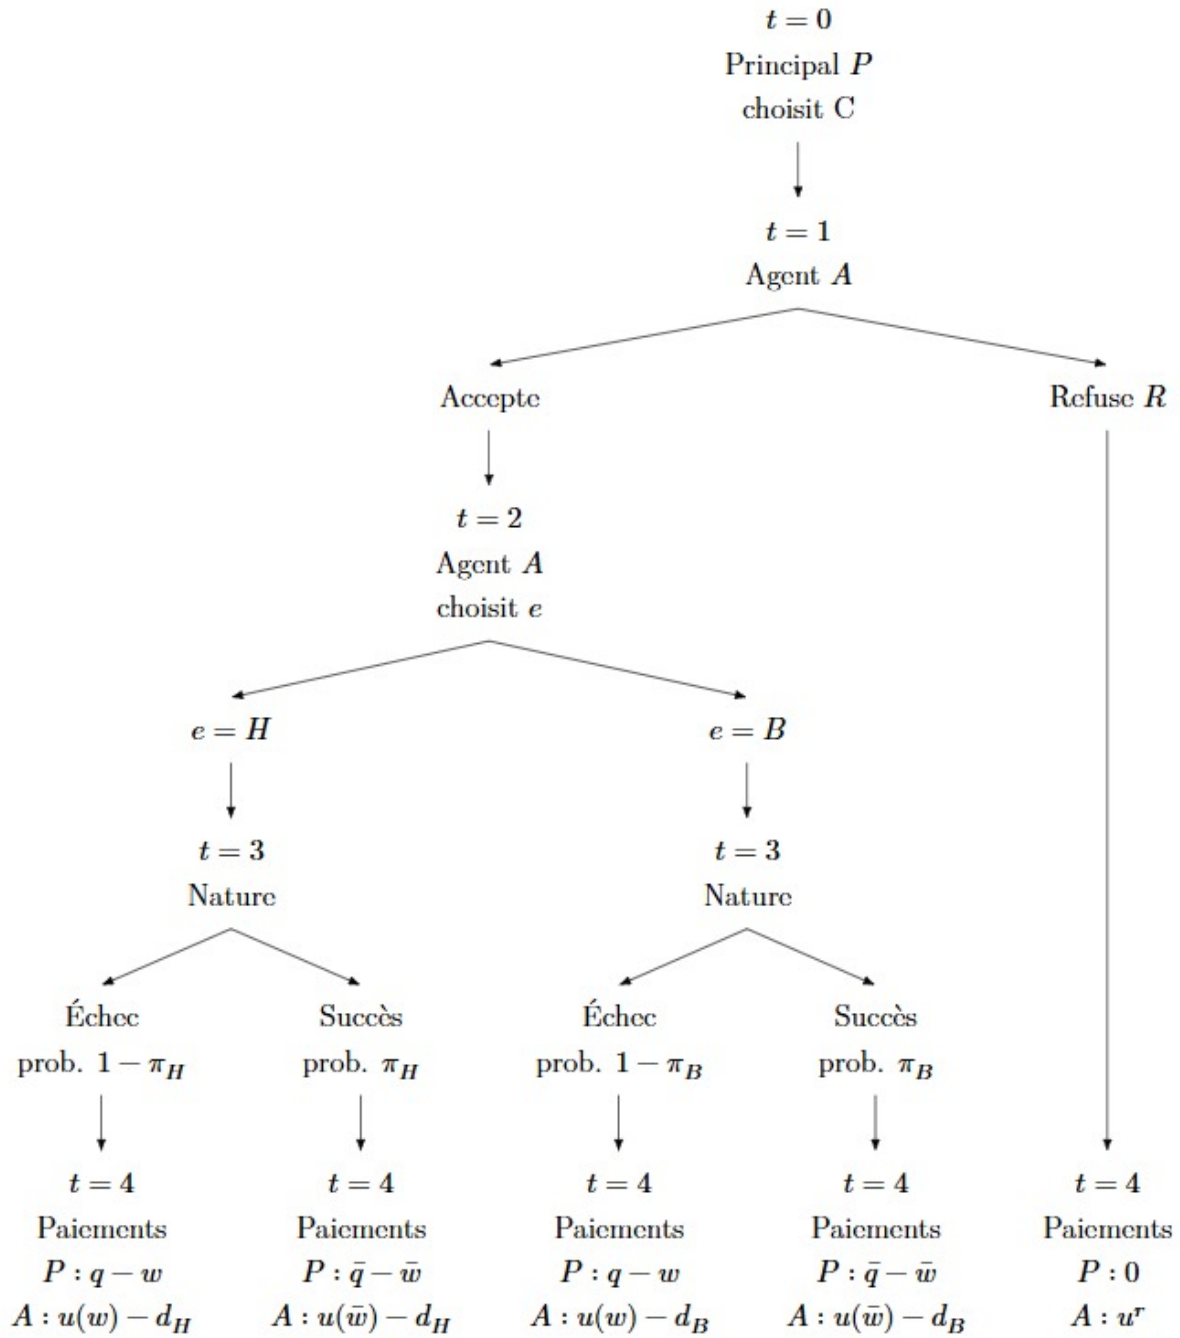 t = 0
Principal P
choisit C
t = 1
Agent A
Accepte
Refuse R
t = 2
Agent A
choisit e
e = H
e = B
t = 3
t = 3
Nature
Nature
Échec
Succès
Échec
Succès
prob. 1 − π_H
prob. π_H
prob. 1 − π_B
prob. π_B
t = 4
t = 4
t = 4
t = 4
t = 4
Paiements
Paiements
Paiements
Paiements
Paiements
P : q − w
P : q̄ − w̄
P : q − w
P : q̄ − w̄
P : 0
A : u(w) − d_H
A : u(w̄) − d_H
A : u(w) − d_B
A : u(w̄) − d_B
A : u^r